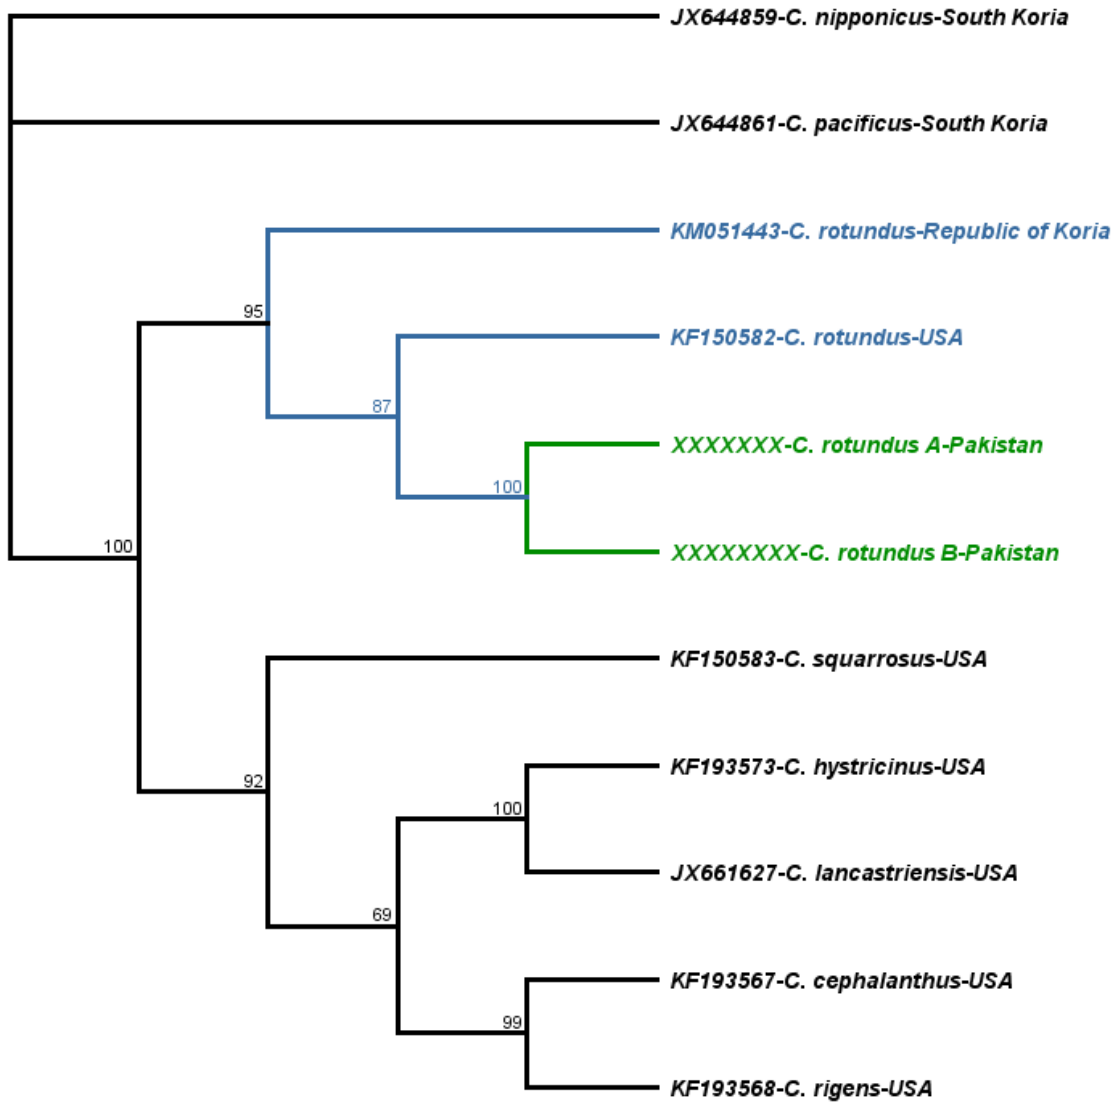 JX644859-C. nipponicus-South Koria
JX644861-C. pacificus-South Koria
KM051443-C. rotundus-Republic of Koria
95
KF150582-C. rotundus-USA
87
XXXXXXX-C. rotundus A-Pakistan
100
XXXXXXXX-C. rotundus B-Pakistan
100
KF150583-C. squarrosus-USA
KF193573-C. hystricinus-USA
92
100
JX661627-C. lancastriensis-USA
69
KF193567-C. cephalanthus-USA
99
KF193568-C. rigens-USA